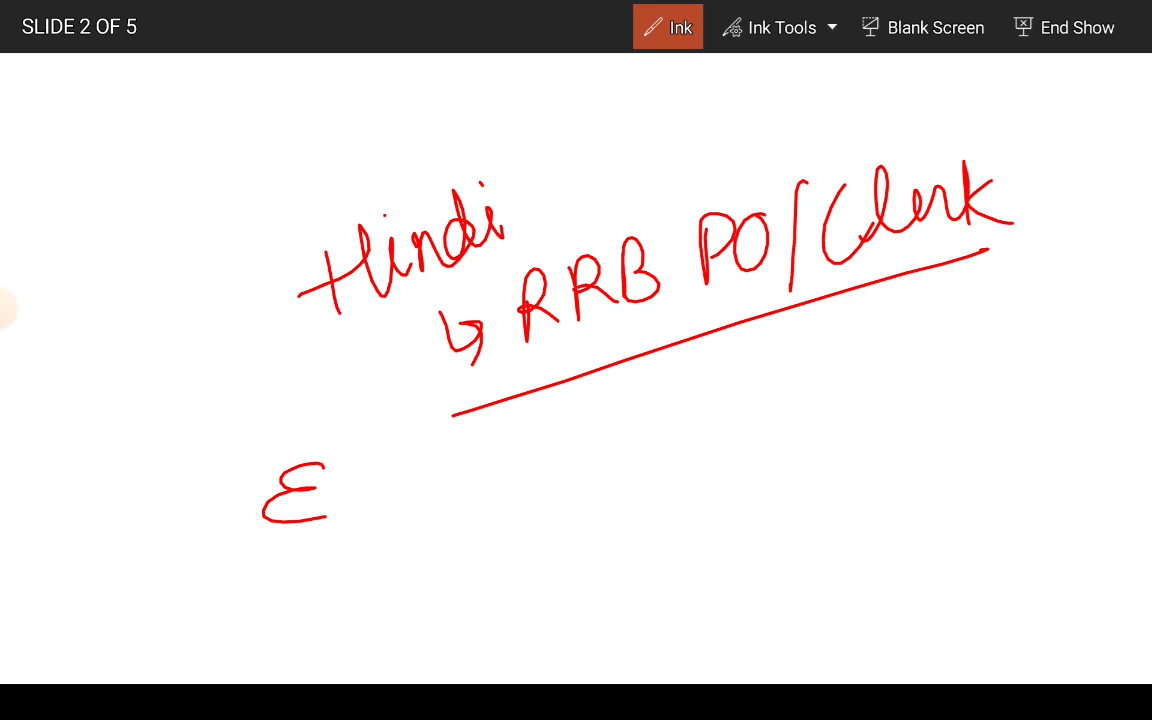 SLIDE 2 OF 5 Ink Ink Tools Blank Screen End Show
Hindi
↳ RRB PO/Clerk
E